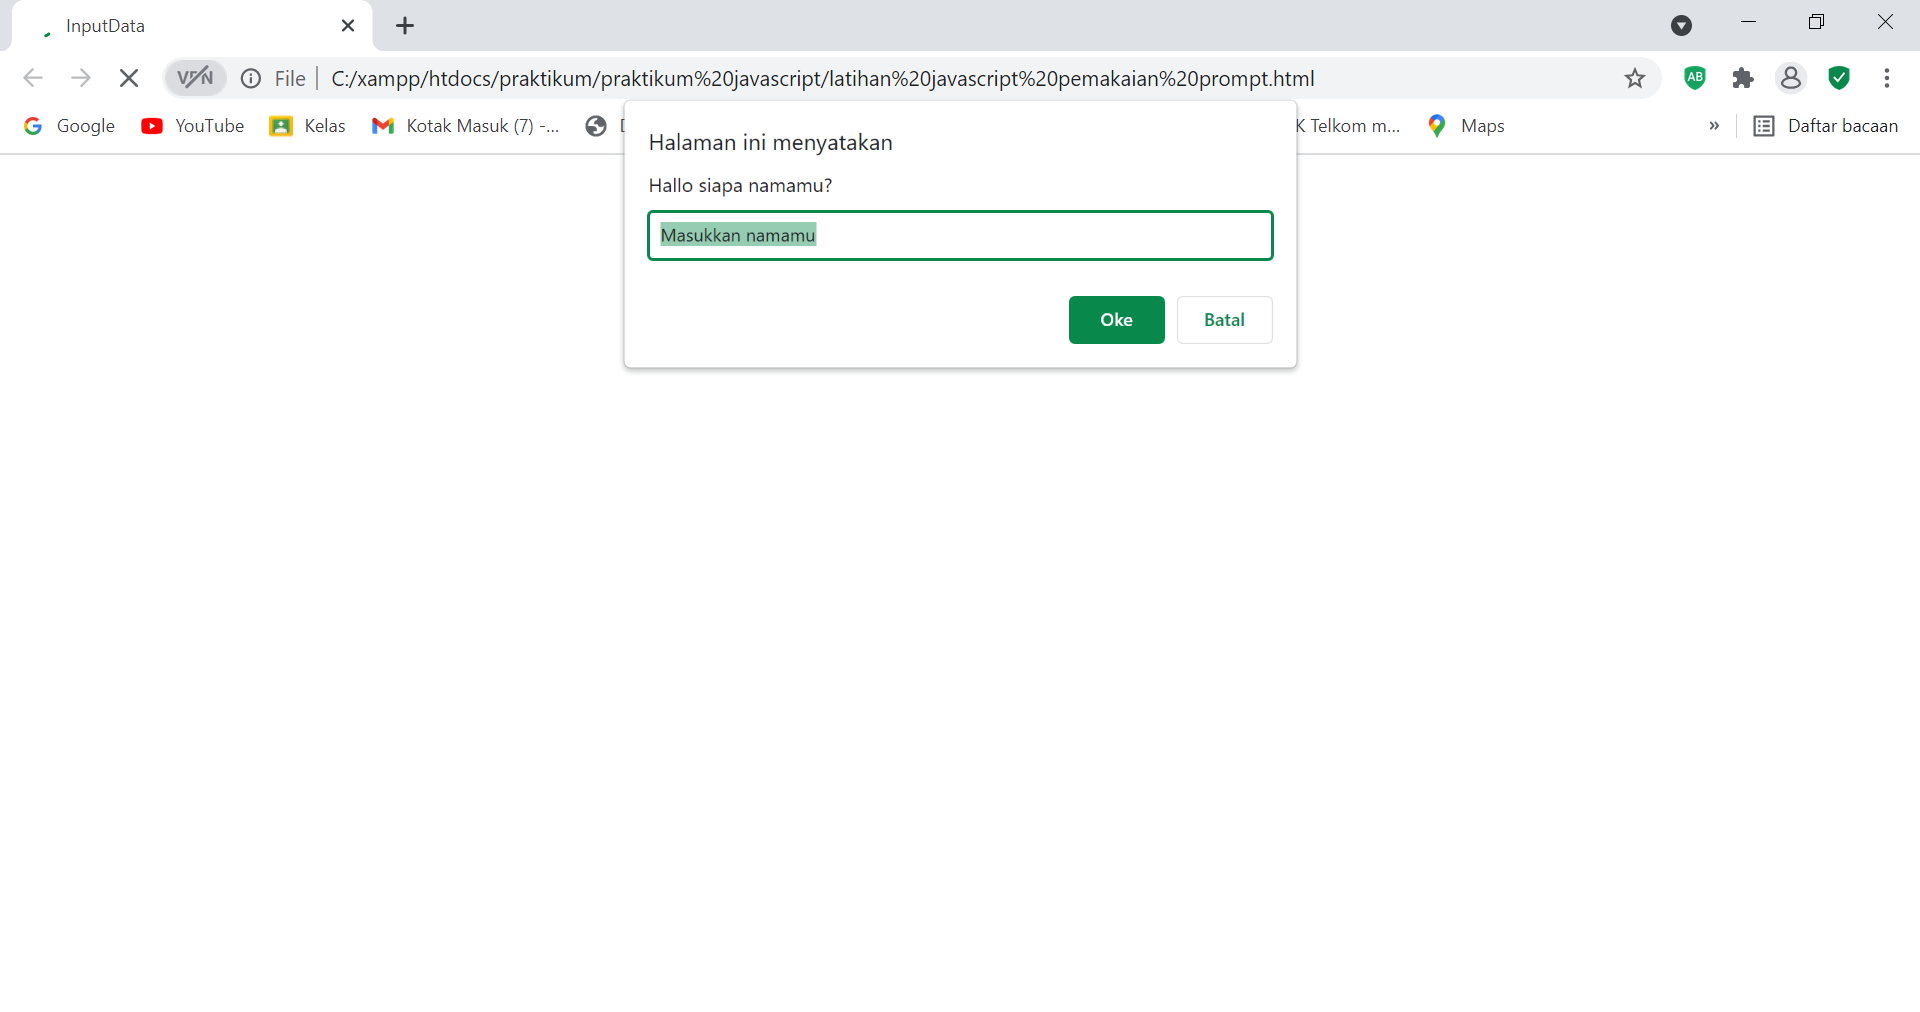 InputData
VPN File C:/xampp/htdocs/praktikum/praktikum%20javascript/latihan%20javascript%20pemakaian%20prompt.html AB
Google YouTube Kelas Kotak Masuk (7) -... K Telkom m... Maps » Daftar bacaan
Halaman ini menyatakan
Hallo siapa namamu?
Masukkan namamu
Oke Batal